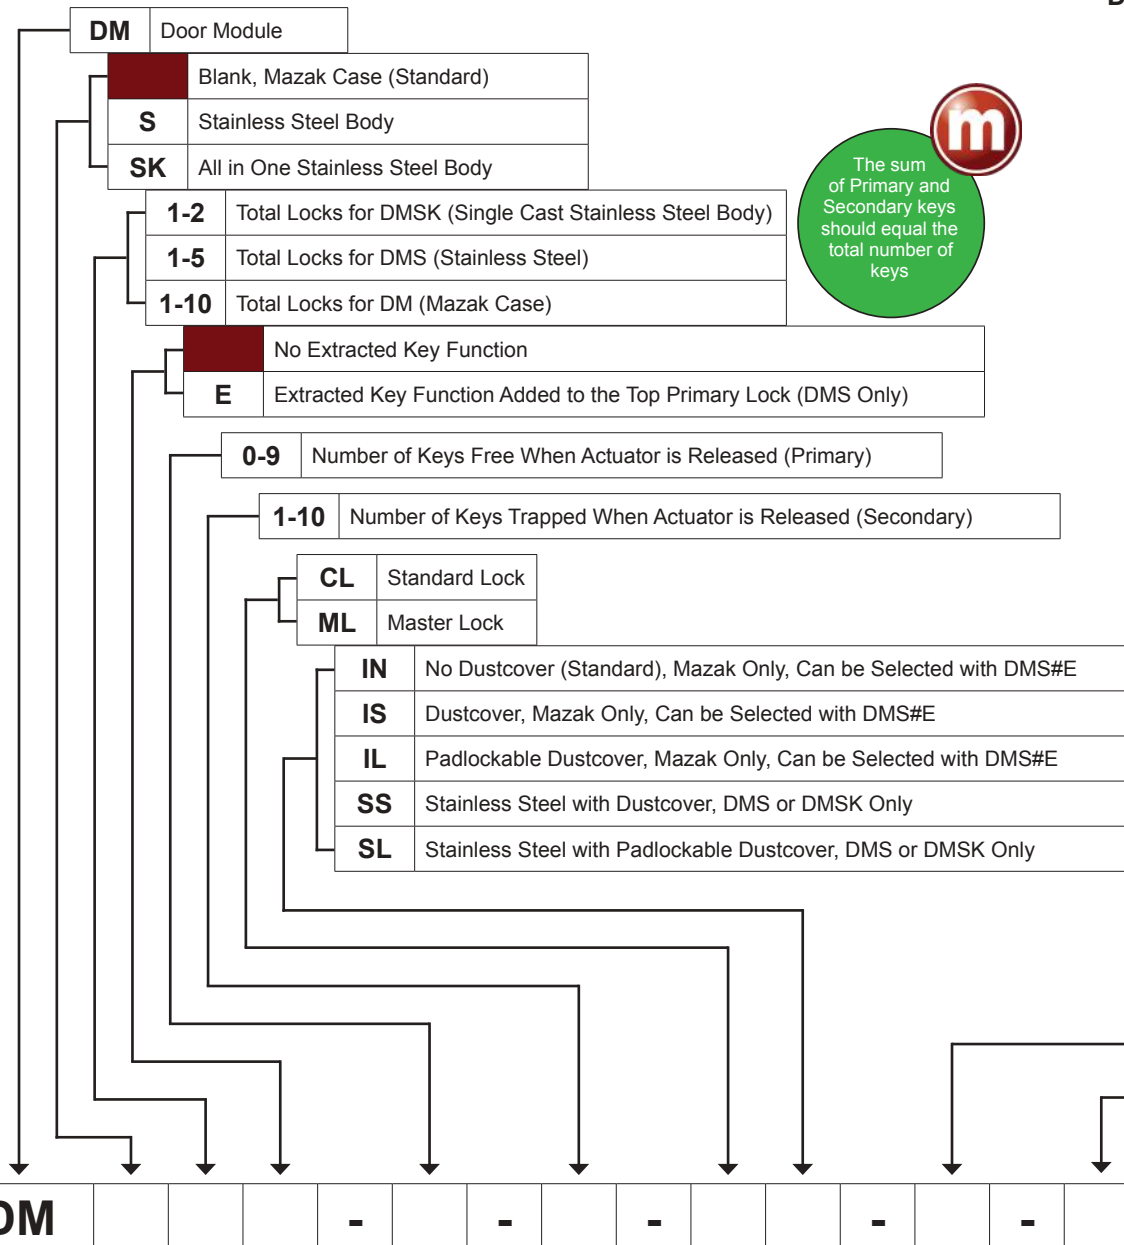 D
DM Door Module
Blank, Mazak Case (Standard)
S Stainless Steel Body
SK All in One Stainless Steel Body
m
The sum
of Primary and
Secondary keys
should equal the
total number of
keys
1-2 Total Locks for DMSK (Single Cast Stainless Steel Body)
1-5 Total Locks for DMS (Stainless Steel)
1-10 Total Locks for DM (Mazak Case)
No Extracted Key Function
E Extracted Key Function Added to the Top Primary Lock (DMS Only)
0-9 Number of Keys Free When Actuator is Released (Primary)
1-10 Number of Keys Trapped When Actuator is Released (Secondary)
CL Standard Lock
ML Master Lock
IN No Dustcover (Standard), Mazak Only, Can be Selected with DMS#E
IS Dustcover, Mazak Only, Can be Selected with DMS#E
IL Padlockable Dustcover, Mazak Only, Can be Selected with DMS#E
SS Stainless Steel with Dustcover, DMS or DMSK Only
SL Stainless Steel with Padlockable Dustcover, DMS or DMSK Only
DM - - - - -